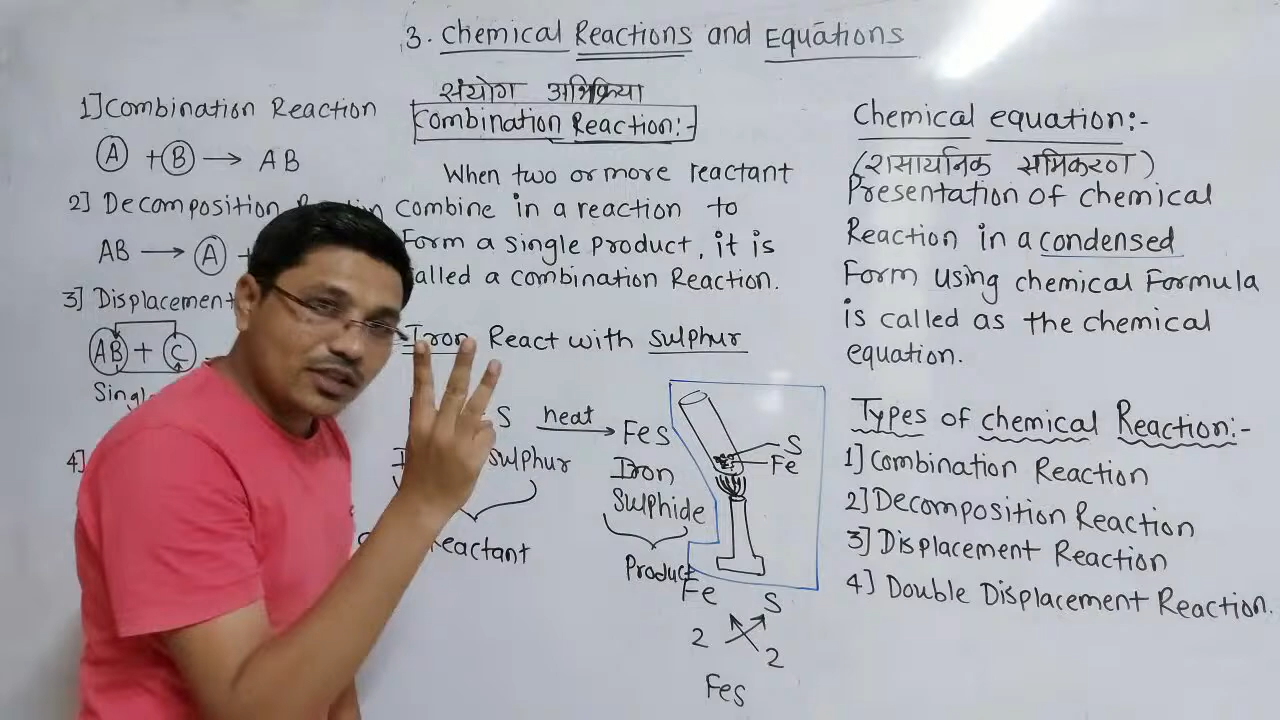 3. Chemical Reactions and Equations
1] Combination Reaction
(A) + (B) → AB
2] Decomposition
AB → (A) +
3] Displacement
(AB) + (C)
Singl
4]
संयोग अभिक्रिया
Combination Reaction:-
When two or more reactant
combine in a reaction to
Form a single product, it is
called a combination Reaction.
Iron React with sulphur
S heat → Fes
sulphur
Iron
Sulphide
reactant
Product
S
Fe
Fe S
2 2
Fes
Chemical equation:-
(रासायनिक समिकरण)
Presentation of chemical
Reaction in a condensed
Form using chemical Formula
is called as the chemical
equation.
Types of chemical Reaction:-
1] Combination Reaction
2] Decomposition Reaction
3] Displacement Reaction
4] Double Displacement Reaction.